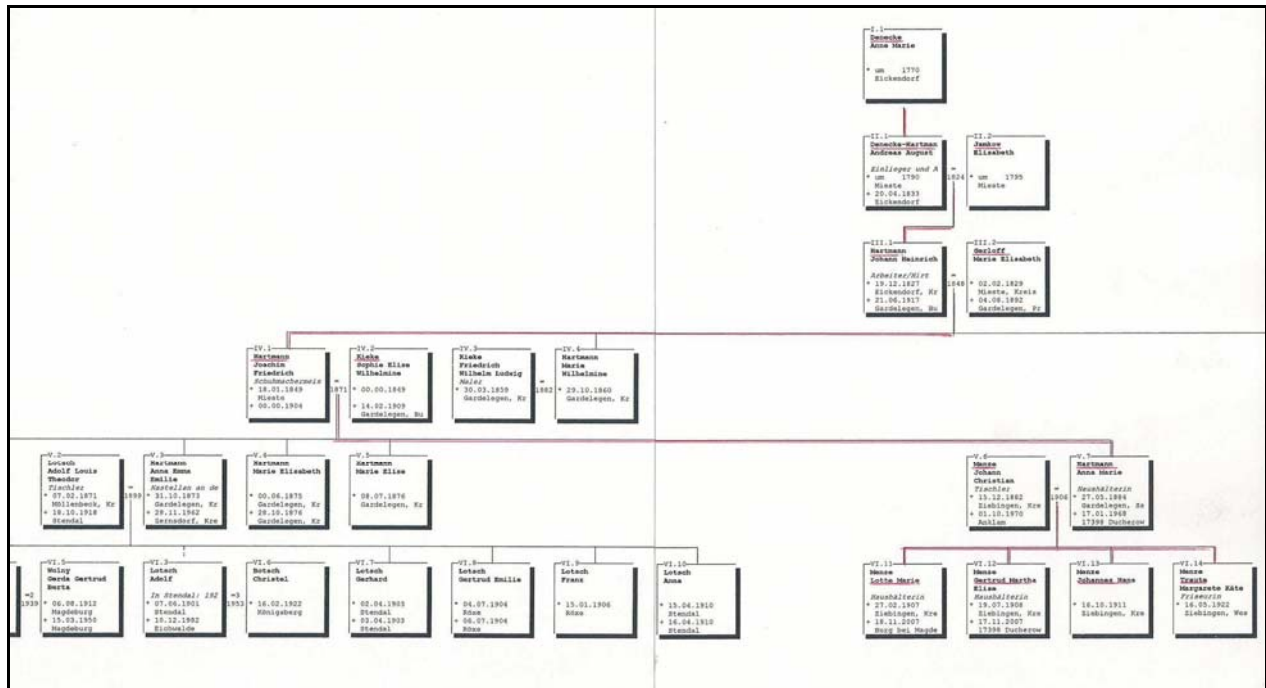 I.1
Denecke
Anne Marie
* um 1770
Eickendorf
II.1
Denecke-Hartman
Andreas August
Einlieger und A
* um 1790
Mieste
+ 20.04.1833
Eickendorf
=
1824
II.2
Jamkow
Elisabeth
* um 1795
Mieste
III.1
Hartmann
Johann Heinrich
Arbeiter/Hirt
* 19.12.1827
Eickendorf, Kr
+ 21.06.1917
Gardelegen, Bu
=
1848
III.2
Gerloff
Marie Elisabeth
* 02.02.1829
Mieste, Kreis
+ 04.08.1892
Gardelegen, Pr
IV.1
Hartmann
Joachim
Friedrich
Schuhmachermeis
* 18.01.1849
Mieste
+ 00.00.1904
=
1871
IV.2
Kieke
Sophie Elise
Wilhelmine
* 00.00.1849
+ 14.02.1909
Gardelegen, Bu
IV.3
Kieke
Friedrich
Wilhelm Ludwig
Maler
* 30.03.1859
Gardelegen, Kr
=
1882
IV.4
Hartmann
Marie
Wilhelmine
* 29.10.1860
Gardelegen, Kr
V.2
Lotsch
Adolf Louis
Theodor
Tischler
* 07.02.1871
Möllenbeck, Kr
+ 18.10.1918
Stendal
=
1899
V.3
Hartmann
Anna Emma
Emilie
Kastellan an de
* 31.10.1873
Gardelegen, Kr
+ 28.11.1962
Zernsdorf, Kre
V.4
Hartmann
Marie Elisabeth
* 00.06.1875
Gardelegen, Kr
+ 28.10.1876
Gardelegen, Kr
V.5
Hartmann
Marie Elise
* 08.07.1876
Gardelegen, Kr
V.6
Menze
Johann
Christian
Tischler
* 15.12.1882
Ziebingen, Kre
+ 01.10.1970
Anklam
=
1906
V.7
Hartmann
Anna Marie
Haushälterin
* 27.05.1884
Gardelegen, Sa
+ 17.01.1968
17398 Ducherow
=2
1939
VI.5
Wolny
Gerda Gertrud
Berta
* 06.08.1912
Magdeburg
+ 15.03.1950
Magdeburg
VI.3
Lotsch
Adolf
In Stendal: 192
* 07.06.1901
Stendal
+ 10.12.1982
Eichwalde
=3
1953
VI.6
Botsch
Christel
* 16.02.1922
Königsberg
VI.7
Lotsch
Gerhard
* 02.04.1903
Stendal
+ 03.04.1903
Stendal
VI.8
Lotsch
Gertrud Emilie
* 04.07.1904
Röxe
+ 06.07.1904
Röxe
VI.9
Lotsch
Franz
* 15.01.1906
Röxe
VI.10
Lotsch
Anna
* 15.04.1910
Stendal
+ 16.04.1910
Stendal
VI.11
Menze
Lotte Marie
Haushälterin
* 27.02.1907
Ziebingen, Kre
+ 18.11.2007
Burg bei Magde
VI.12
Menze
Gertrud Martha
Elise
Haushälterin
* 19.07.1908
Ziebingen, Kre
+ 17.11.2007
17398 Ducherow
VI.13
Menze
Johannes Hans
* 16.10.1911
Ziebingen, Kre
VI.14
Menze
Traute
Margarete Käte
Friseorin
* 16.05.1922
Ziebingen, Wes